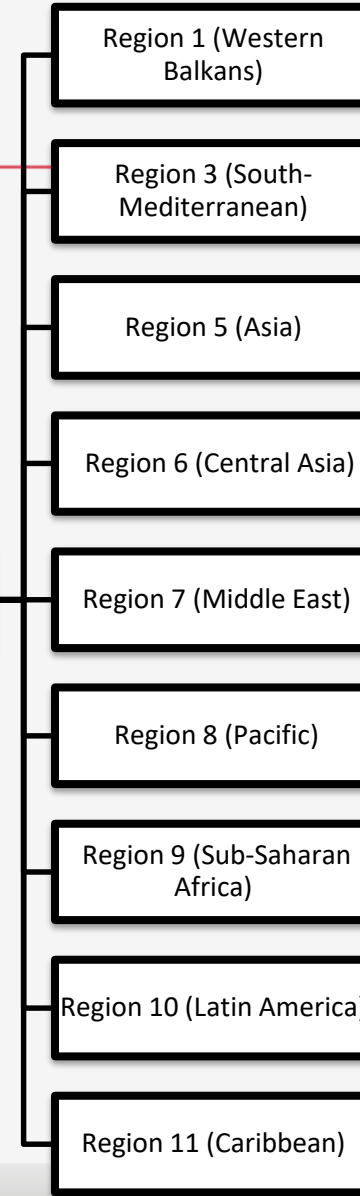 Region 1 (Western
Balkans)
Region 3 (South-
Mediterranean)
Region 5 (Asia)
Region 6 (Central Asia)
Region 7 (Middle East)
Region 8 (Pacific)
Region 9 (Sub-Saharan
Africa)
Region 10 (Latin America)
Region 11 (Caribbean)